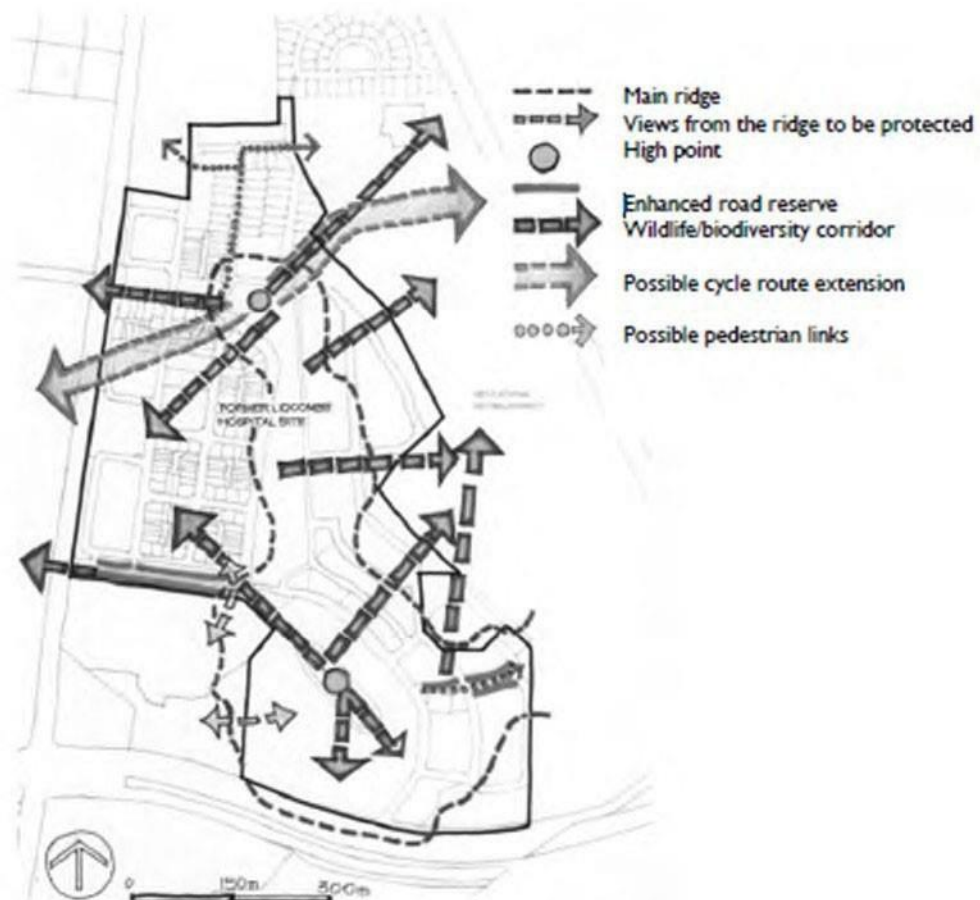 Main ridge
Views from the ridge to be protected
High point
Enhanced road reserve
Wildlife/biodiversity corridor
Possible cycle route extension
Possible pedestrian links
FORMER LIDCOMBE
HOSPITAL SITE
0 150m 300m